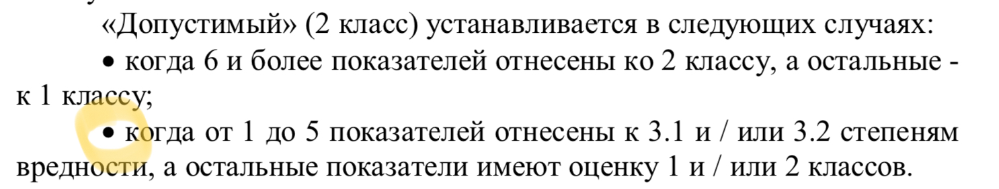 «Допустимый» (2 класс) устанавливается в следующих случаях:
• когда 6 и более показателей отнесены ко 2 классу, а остальные -
к 1 классу;
• когда от 1 до 5 показателей отнесены к 3.1 и / или 3.2 степеням
вредности, а остальные показатели имеют оценку 1 и / или 2 классов.